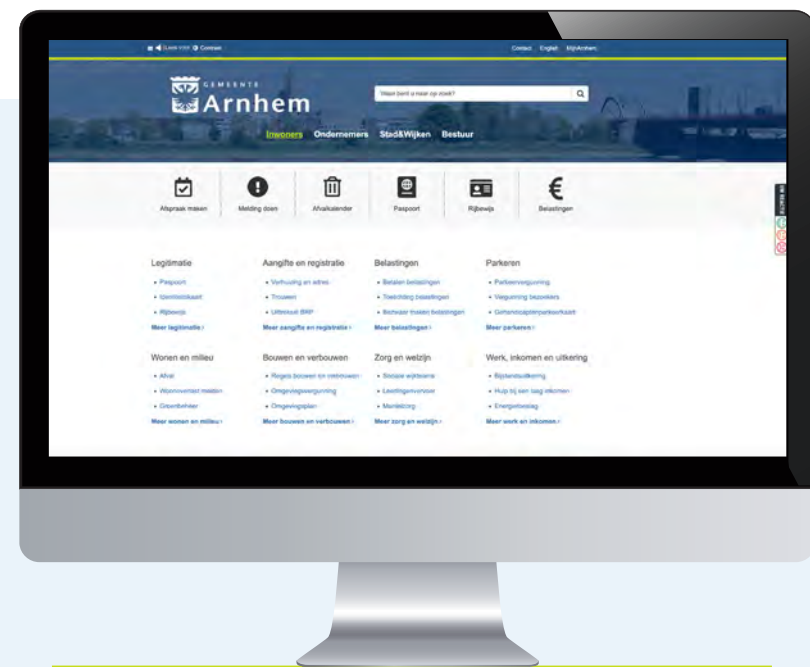 Contrast
Contact English MijnArnhem
GEMEENTE
Arnhem
Waar bent u naar op zoek?
Inwoners Ondernemers Stad&Wijken Bestuur
Afspraak maken Melding doen Afvalkalender Paspoort Rijbewijs Belastingen
UW REACTIE
Legitimatie Aangifte en registratie Belastingen Parkeren
• Paspoort • Verhuizing en adres • Betalen belastingen • Parkeervergunning
• Identiteitskaart • Trouwen • Toelichting belastingen • Vergunning bezoekers
• Rijbewijs • Uittreksel BRP • Bezwaar maken belastingen • Gehandicaptenparkeerkaart
Meer legitimatie › Meer aangifte en registratie › Meer belastingen › Meer parkeren ›
Wonen en milieu Bouwen en verbouwen Zorg en welzijn Werk, inkomen en uitkering
• Afval • Regels bouwen en verbouwen • Sociale wijkteams • Bijstandsuitkering
• Woonoverlast melden • Omgevingsvergunning • Leerlingenvervoer • Hulp bij een laag inkomen
• Groenbeheer • Omgevingsplan • Mantelzorg • Energietoeslag
Meer wonen en milieu › Meer bouwen en verbouwen › Meer zorg en welzijn › Meer werk en inkomen ›